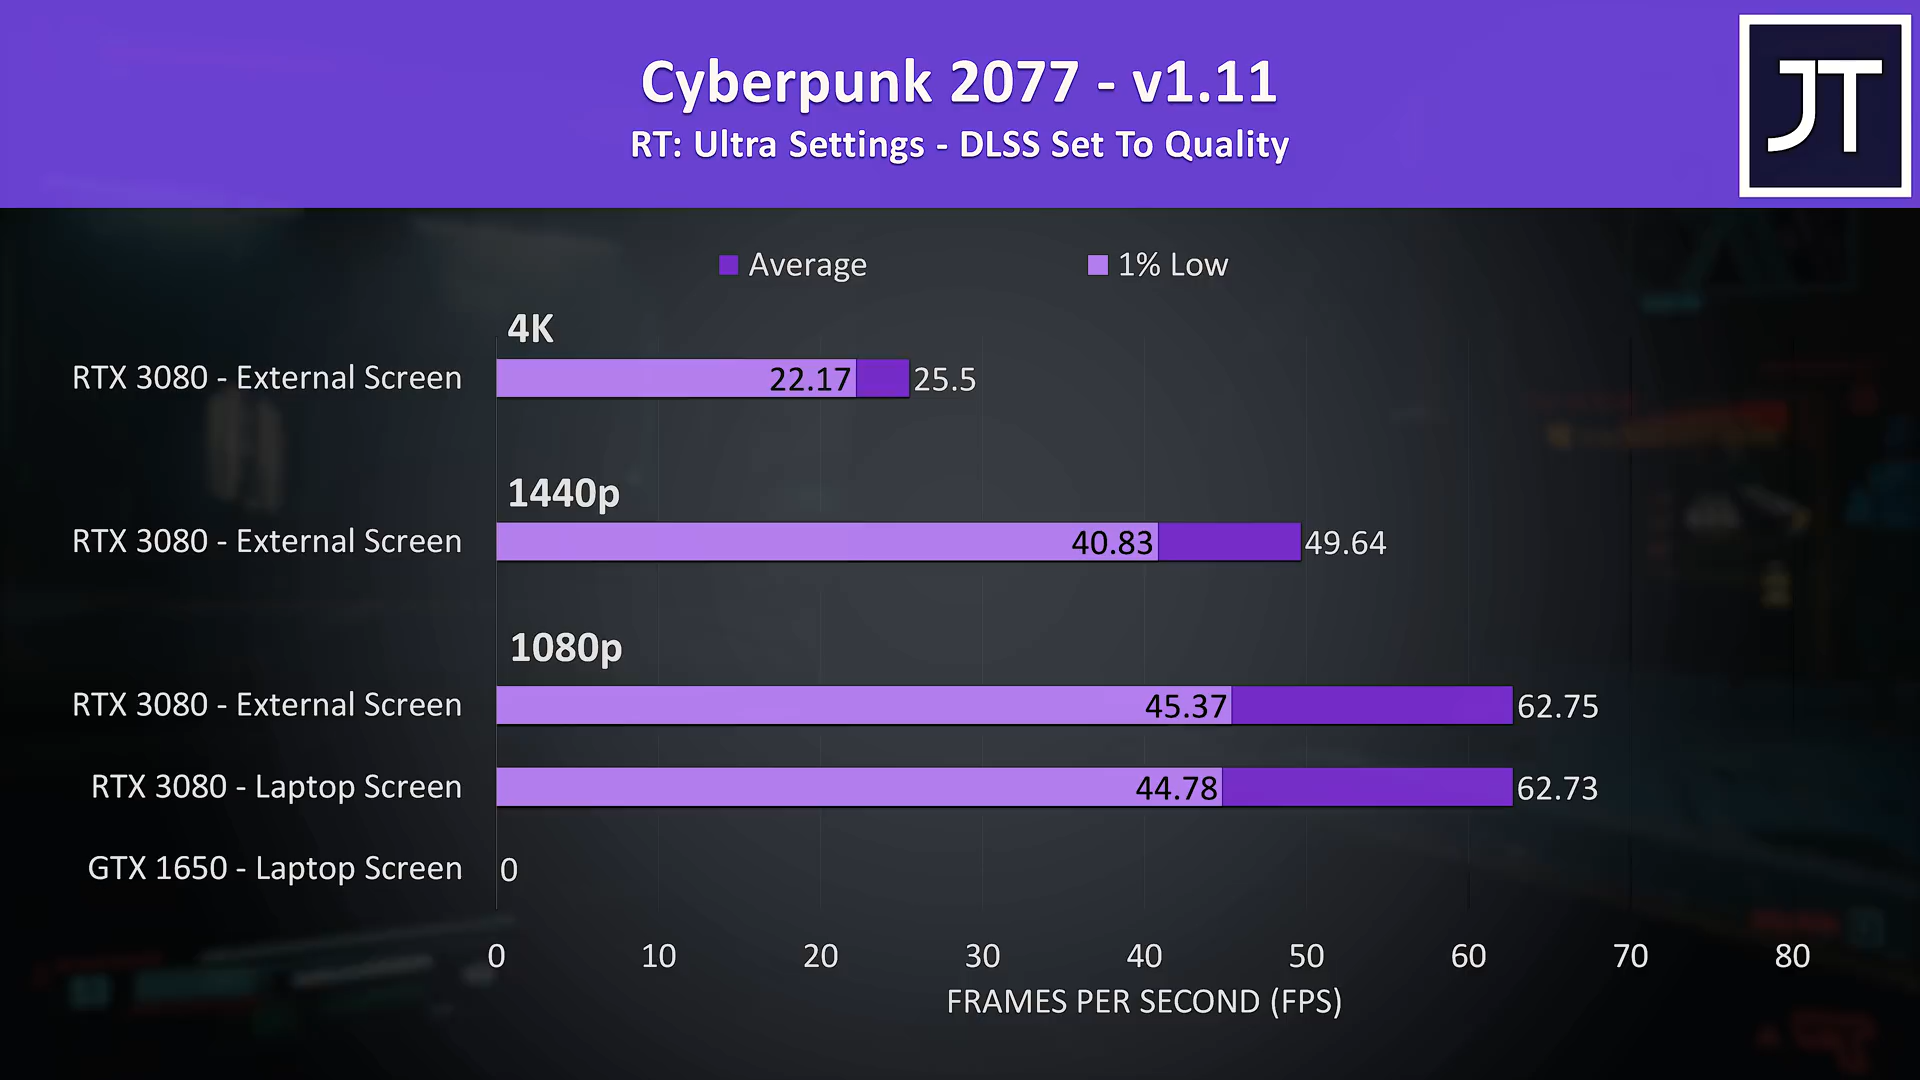 Cyberpunk 2077 - v1.11
RT: Ultra Settings - DLSS Set To Quality
JT
Average
1% Low
4K
RTX 3080 - External Screen
22.17
25.5
1440p
RTX 3080 - External Screen
40.83
49.64
1080p
RTX 3080 - External Screen
45.37
62.75
RTX 3080 - Laptop Screen
44.78
62.73
GTX 1650 - Laptop Screen
0
0 10 20 30 40 50 60 70 80
FRAMES PER SECOND (FPS)